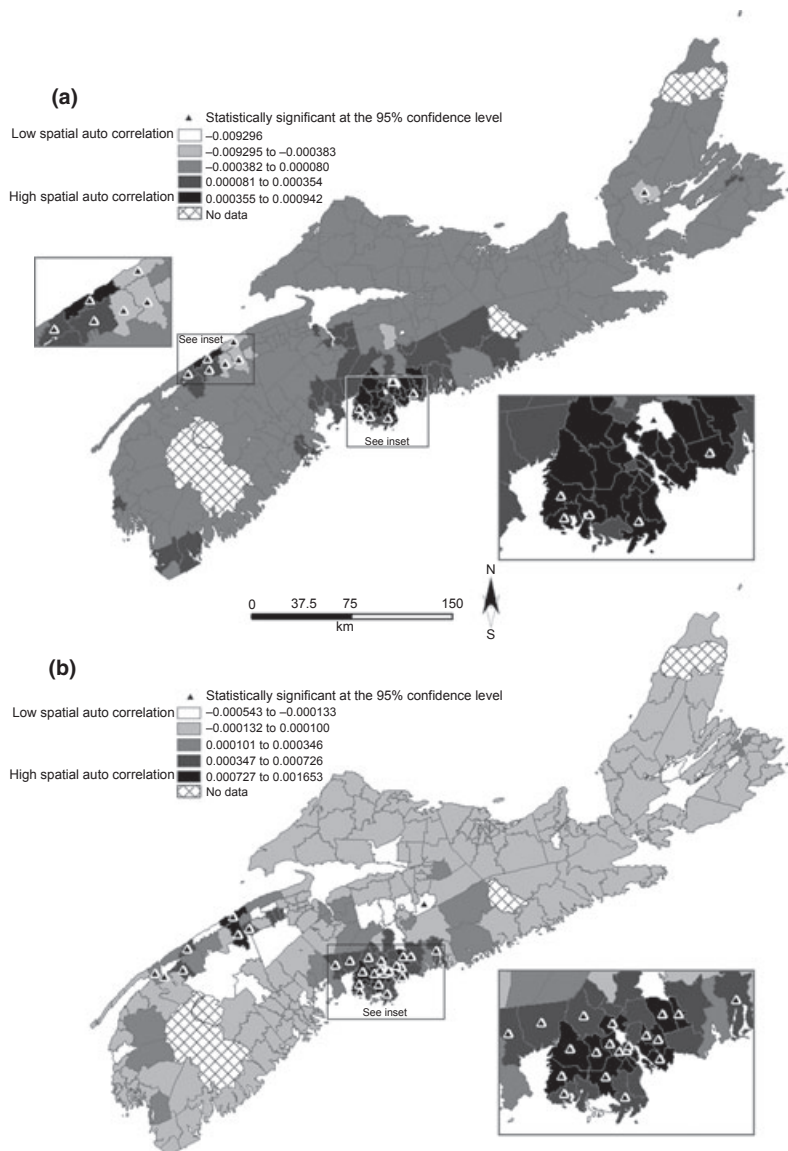 (a)
Statistically significant at the 95% confidence level
Low spatial auto correlation
–0.009296
–0.009295 to –0.000383
–0.000382 to 0.000080
0.000081 to 0.000354
High spatial auto correlation
0.000355 to 0.000942
No data
See inset
See inset
N
S
0 37.5 75 150
km
(b)
Statistically significant at the 95% confidence level
Low spatial auto correlation
–0.000543 to –0.000133
–0.000132 to 0.000100
0.000101 to 0.000346
0.000347 to 0.000726
High spatial auto correlation
0.000727 to 0.001653
No data
See inset